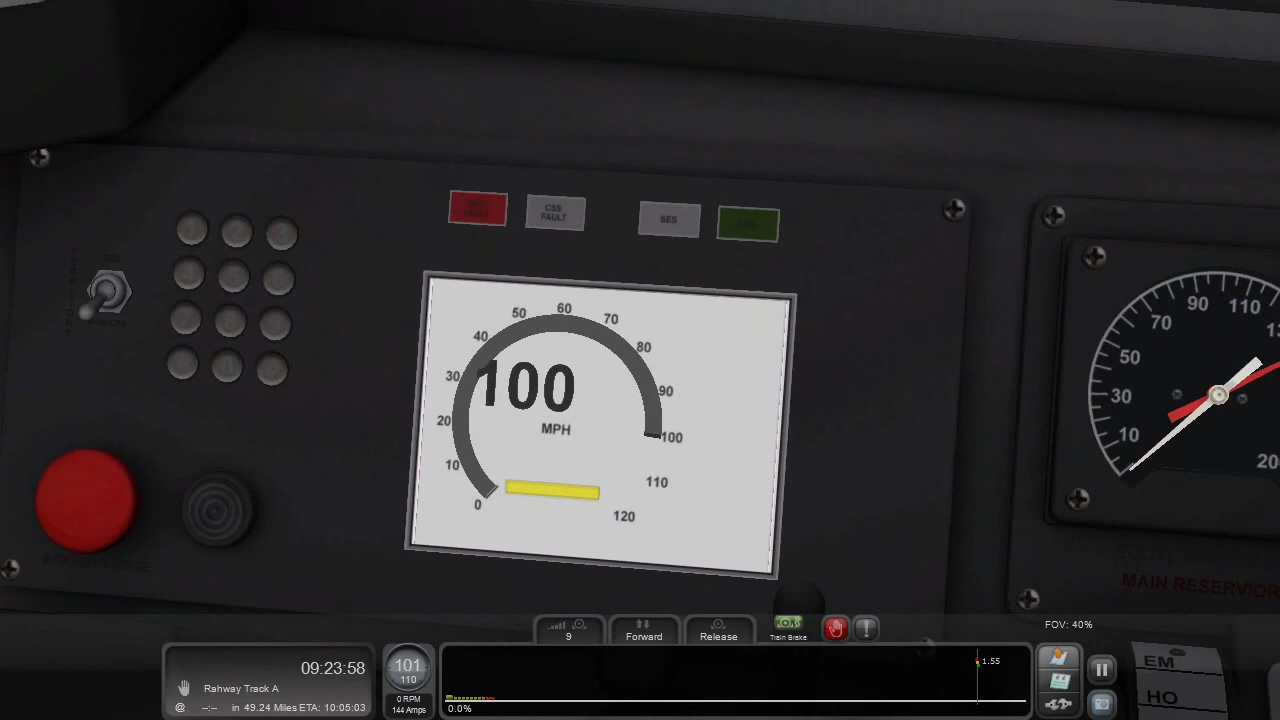 CSS
FAULT
SES
50
60
70
40
80
30
90
100
20
MPH
100
10
110
0
120
90
110
70
50
30
10
20
MAIN RESERVIOR
9
Forward
Release
Train Brake
FOV: 40%
09:23:58
Rahway Track A
@ --:-- in 49.24 Miles ETA: 10:05:03
101
110
0 RPM
144 Amps
1.55
0.0%
EM
HO